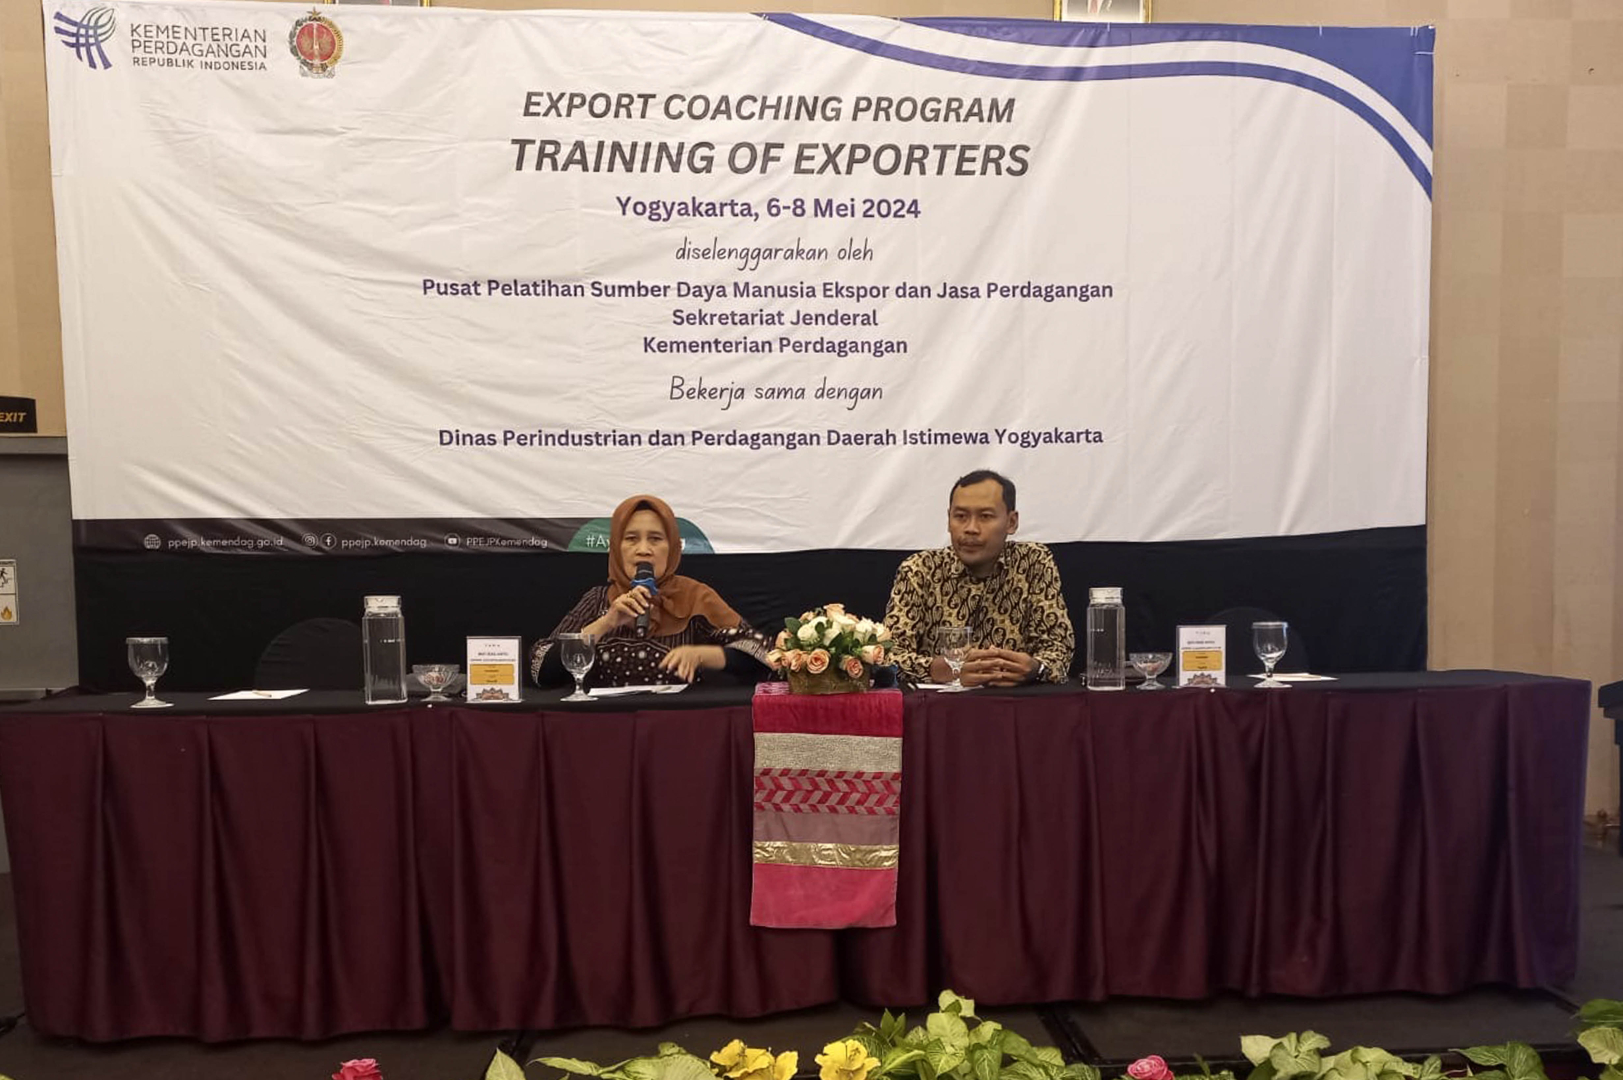 KEMENTERIAN
PERDAGANGAN
REPUBLIK INDONESIA
EXPORT COACHING PROGRAM
TRAINING OF EXPORTERS
Yogyakarta, 6-8 Mei 2024
diselenggarakan oleh
Pusat Pelatihan Sumber Daya Manusia Ekspor dan Jasa Perdagangan
Sekretariat Jenderal
Kementerian Perdagangan
Bekerja sama dengan
Dinas Perindustrian dan Perdagangan Daerah Istimewa Yogyakarta
EXIT
ppejp.kemendag.go.id
ppejp.kemendag
PPEJPKemendag